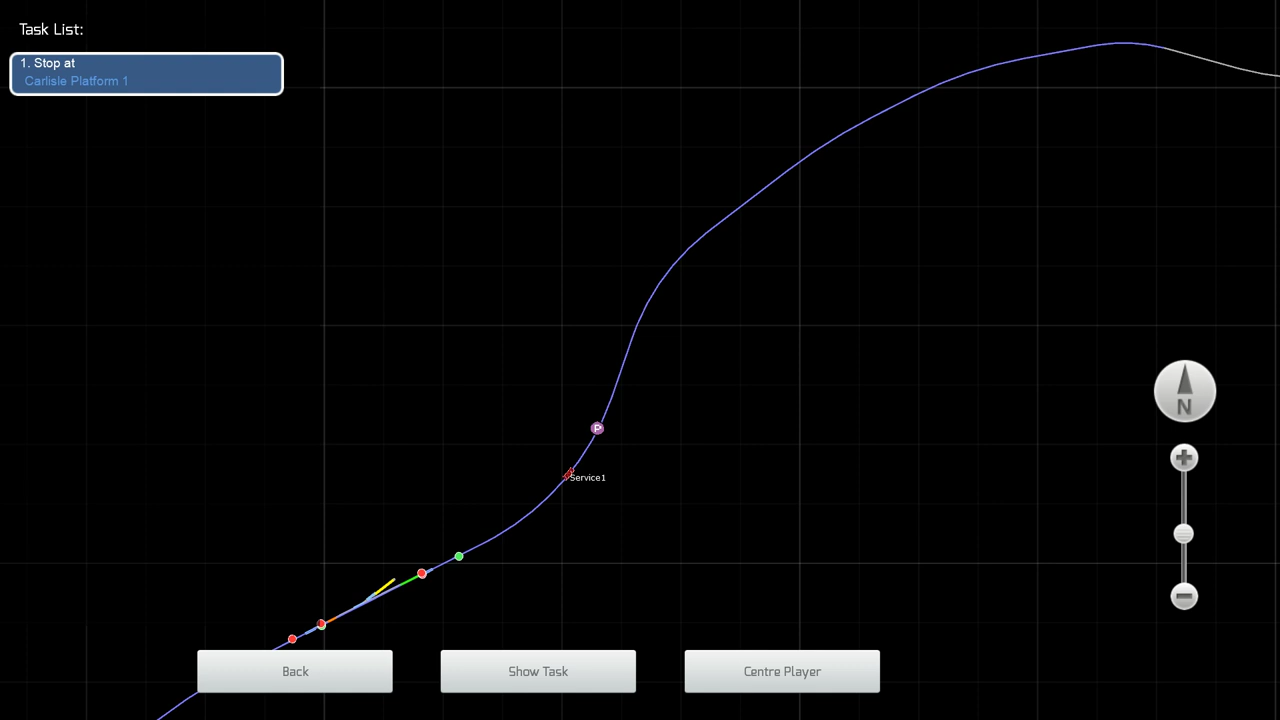 Task List:
1. Stop at
Carlisle Platform 1
N
P
Service1
Back
Show Task
Centre Player